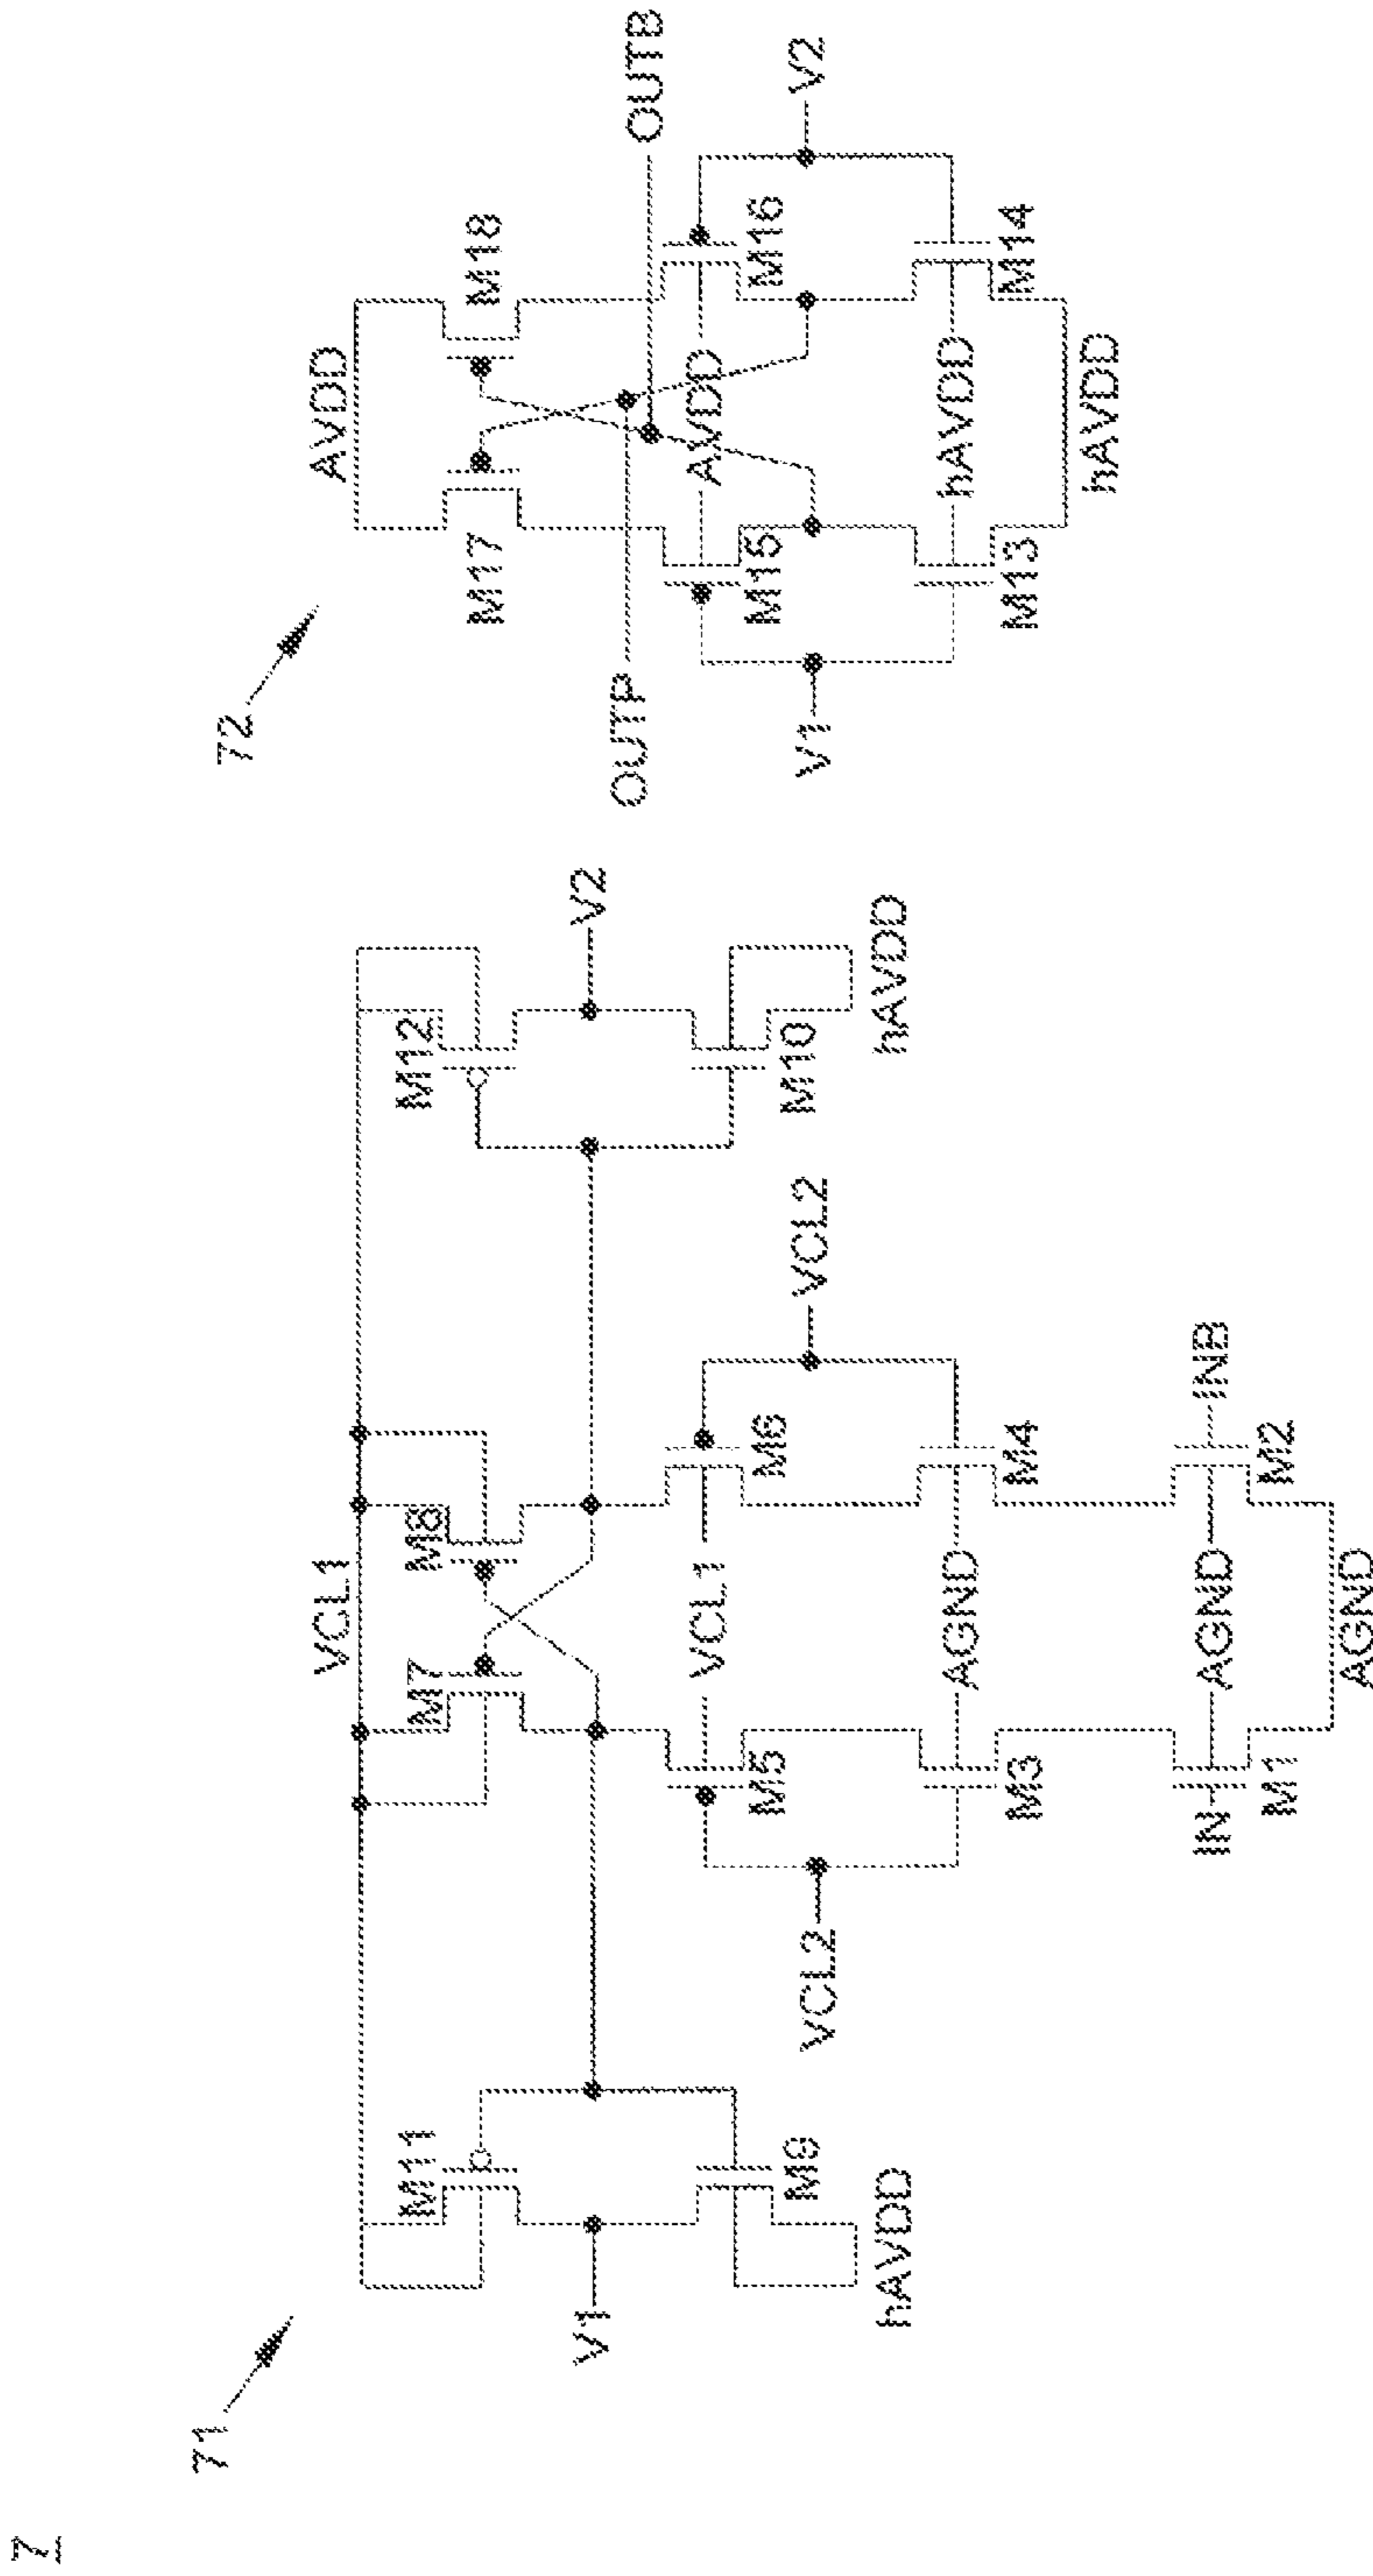 7
71
VCL1
M11
M7
M8
M12
V1
V2
M9
hAVDD
M10
hAVDD
M5
VCL1
M6
VCL2
VCL2
M3
AGND
M4
IN
M1
AGND
INB
M2
AGND
72
AVDD
M17
M18
OUTP
OUTB
M15
AVDD
M16
V1
V2
M13
hAVDD
M14
hAVDD